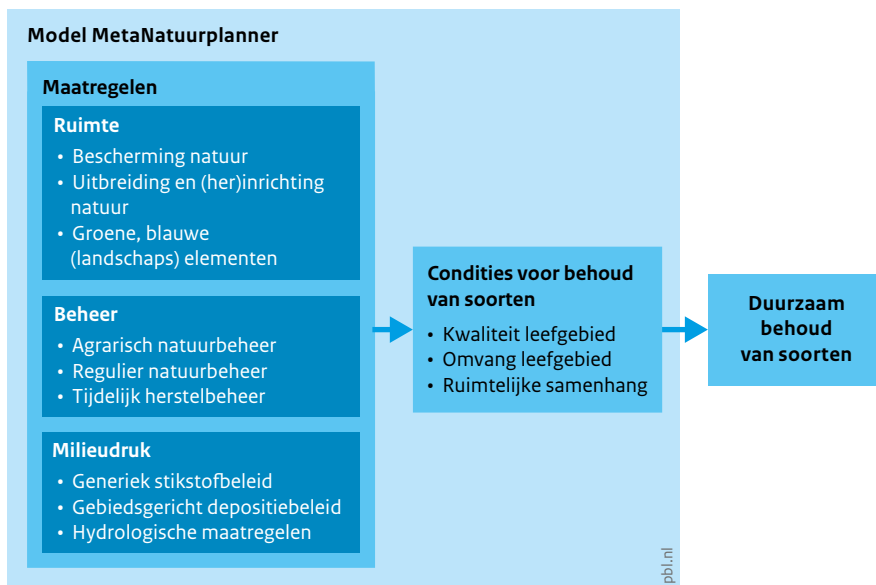 Model MetaNatuurplanner
Maatregelen
Ruimte
• Bescherming natuur
• Uitbreiding en (her)inrichting
natuur
• Groene, blauwe
(landschaps) elementen
Beheer
• Agrarisch natuurbeheer
• Regulier natuurbeheer
• Tijdelijk herstelbeheer
Milieudruk
• Generiek stikstofbeleid
• Gebiedsgericht depositiebeleid
• Hydrologische maatregelen
Condities voor behoud
van soorten
• Kwaliteit leefgebied
• Omvang leefgebied
• Ruimtelijke samenhang
Duurzaam
behoud
van soorten
pbl.nl